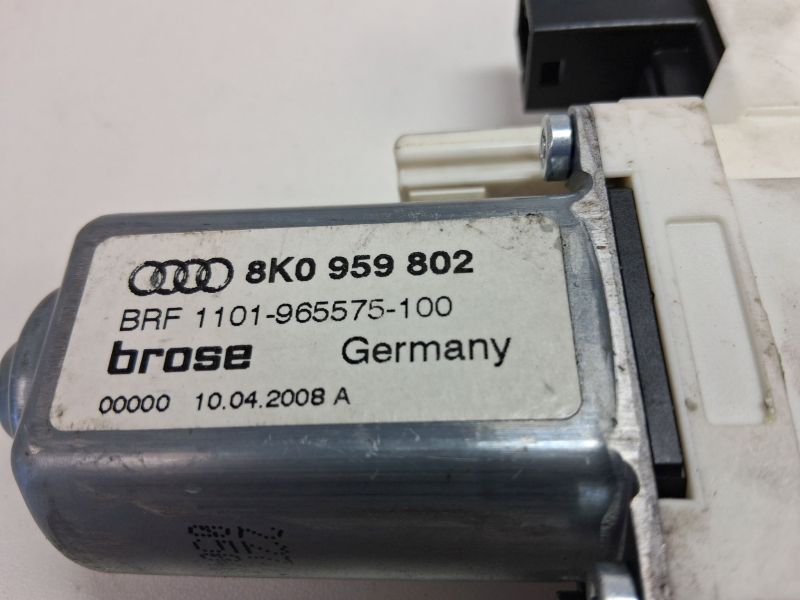 8K0 959 802
BRF 1101-965575-100
brose Germany
00000 10.04.2008 A